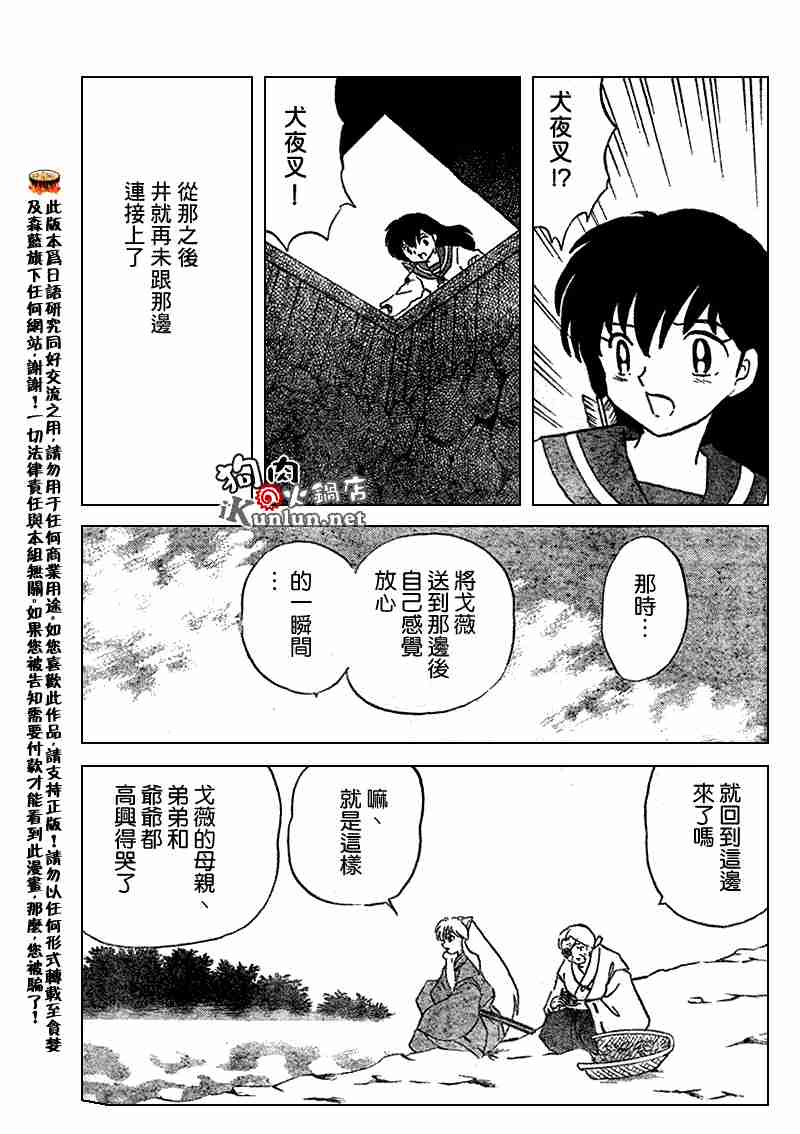 犬夜叉!?
犬夜叉！
從那之後
井就再未跟那邊
連接上了
那時…
將戈薇
送到那邊後
自己感覺
放心
的一瞬間
…
就回到這邊
來了嗎
嘛、
就是這樣
戈薇的母親、
弟弟和
爺爺都
高興得哭了
狗肉火鍋店
iKunlun.net
此版本爲日語研究同好交流之用，請勿用于任何商業用途。如您喜歡此作品，請支持正版！請勿以任何形式轉載至貪婪
及森藍旗下任何網站，謝謝！一切法律責任與本組無關。如果您被告知需要付款才能看到此漫畫，那麽，您被騙了！